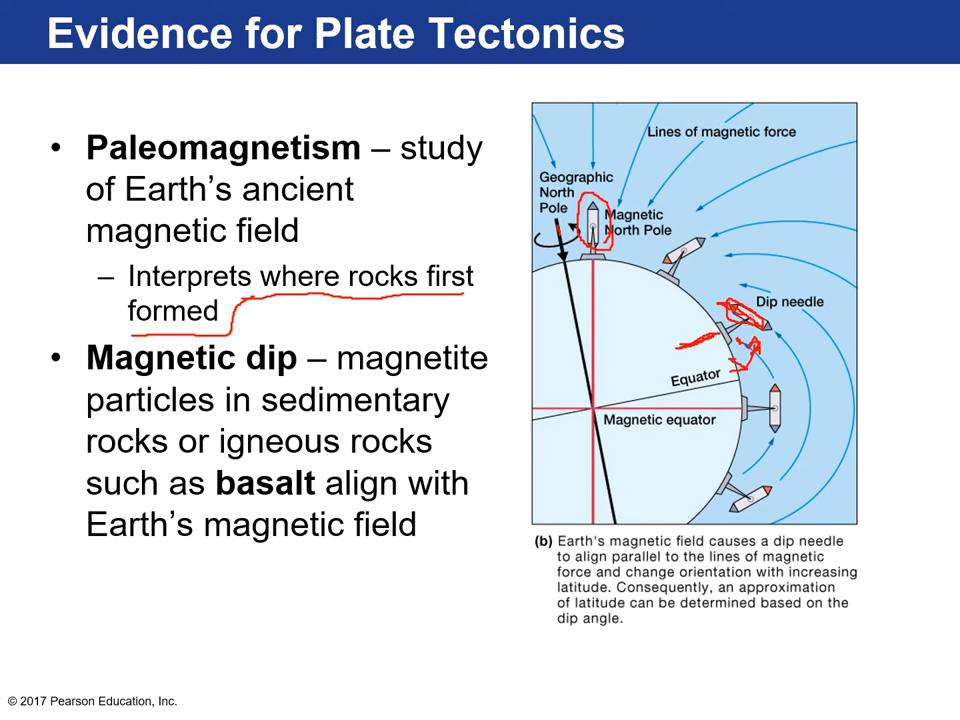 Evidence for Plate Tectonics
• Paleomagnetism – study
of Earth’s ancient
magnetic field
– Interprets where rocks first
formed
• Magnetic dip – magnetite
particles in sedimentary
rocks or igneous rocks
such as basalt align with
Earth’s magnetic field
Lines of magnetic force
Geographic
North
Pole
Magnetic
North Pole
Dip needle
Equator
Magnetic equator
(b) Earth's magnetic field causes a dip needle
to align parallel to the lines of magnetic
force and change orientation with increasing
latitude. Consequently, an approximation
of latitude can be determined based on the
dip angle.
© 2017 Pearson Education, Inc.